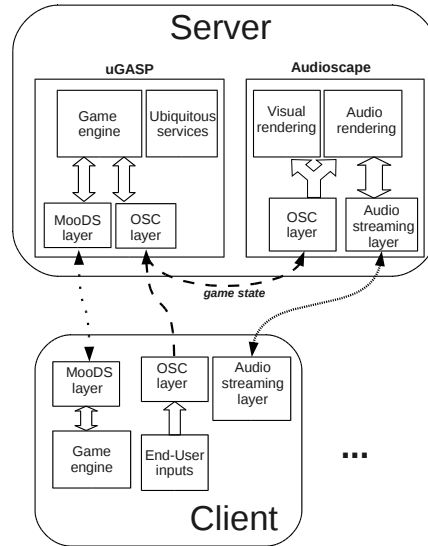 Server
uGASP
Audioscape
Game
engine
Ubiquitous
services
Visual
rendering
Audio
rendering
MooDS
layer
OSC
layer
OSC
layer
Audio
streaming
layer
game state
MooDS
layer
OSC
layer
Audio
streaming
layer
Game
engine
End-User
inputs
...
Client